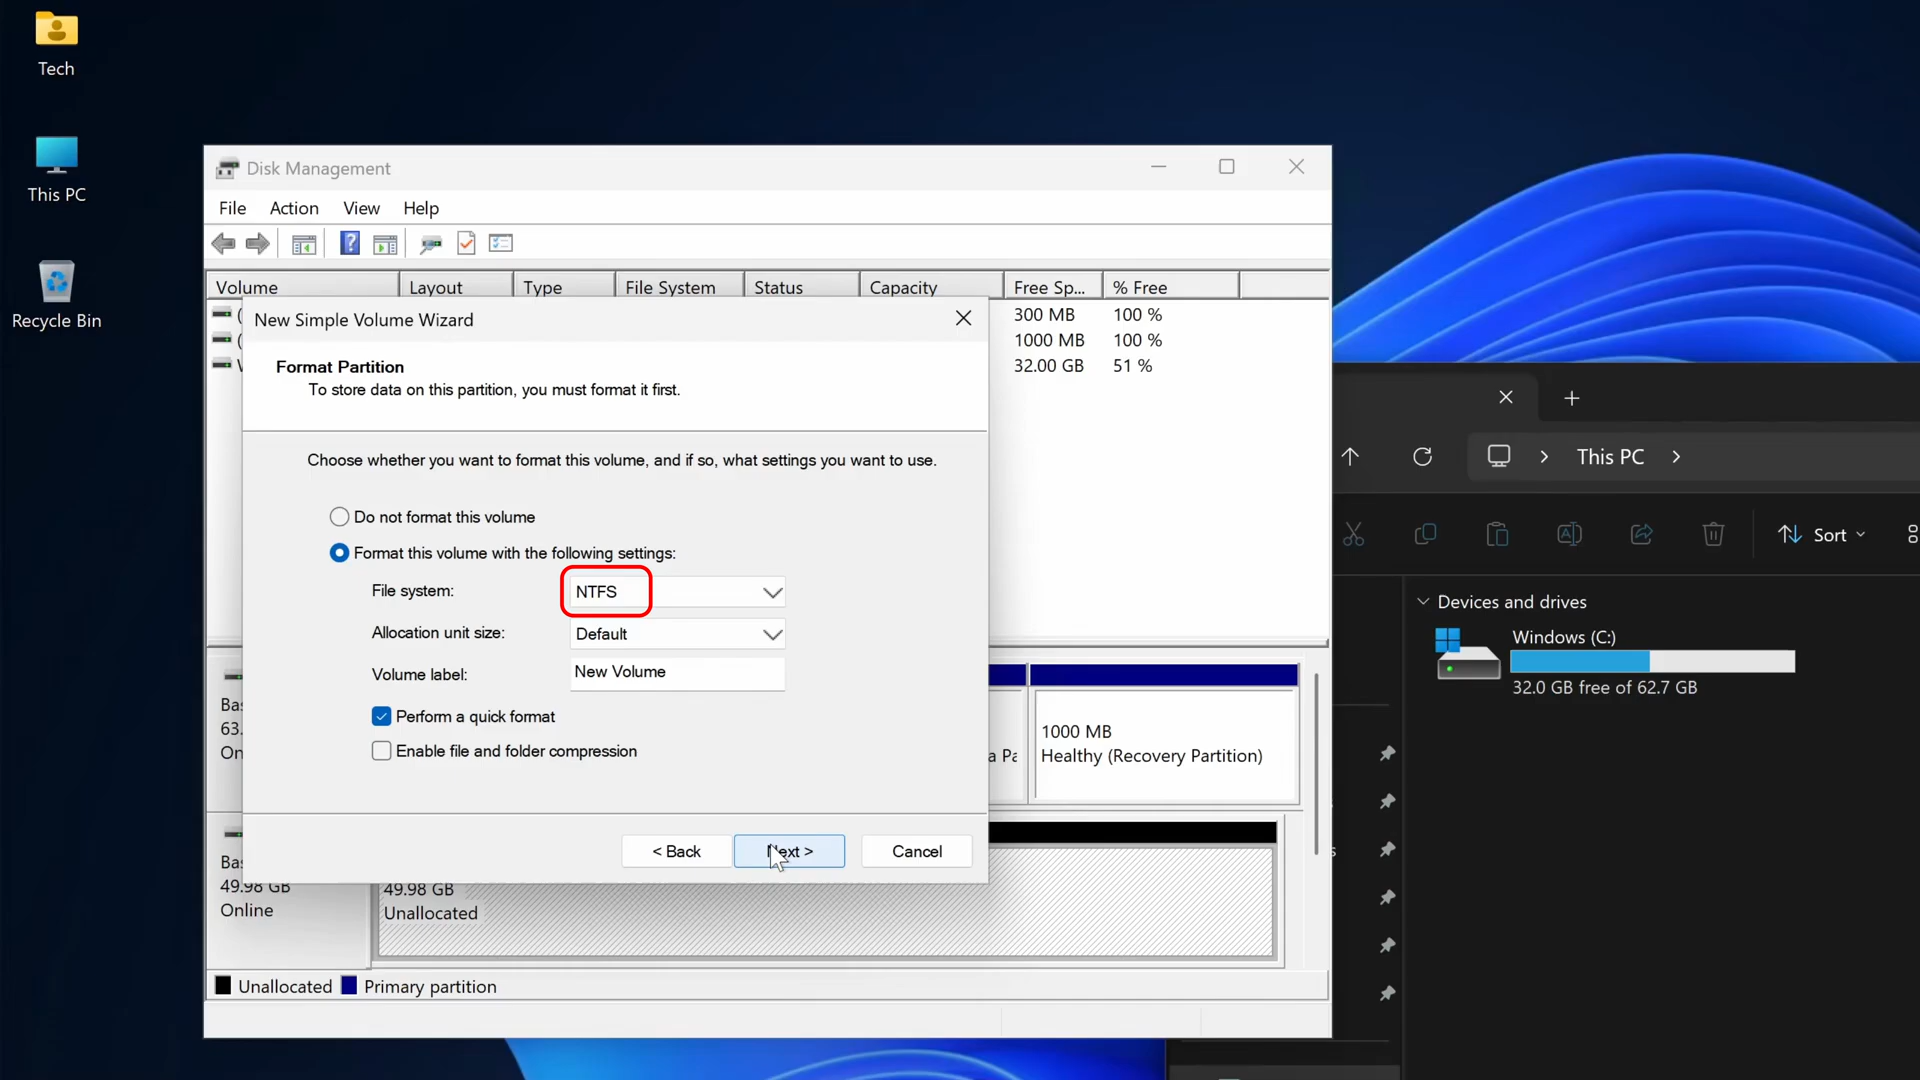 Tech
This PC
Recycle Bin
Disk Management
File Action View Help
Volume Layout Type File System Status Capacity Free Sp... % Free
300 MB 100 %
1000 MB 100 %
32.00 GB 51 %
New Simple Volume Wizard
Format Partition
To store data on this partition, you must format it first.
Choose whether you want to format this volume, and if so, what settings you want to use.
Do not format this volume
Format this volume with the following settings:
File system: NTFS
Allocation unit size: Default
Volume label: New Volume
Perform a quick format
Enable file and folder compression
< Back Next > Cancel
1000 MB
Healthy (Recovery Partition)
49.98 GB
Online
49.98 GB
Unallocated
Unallocated Primary partition
This PC
Sort
Devices and drives
Windows (C:)
32.0 GB free of 62.7 GB